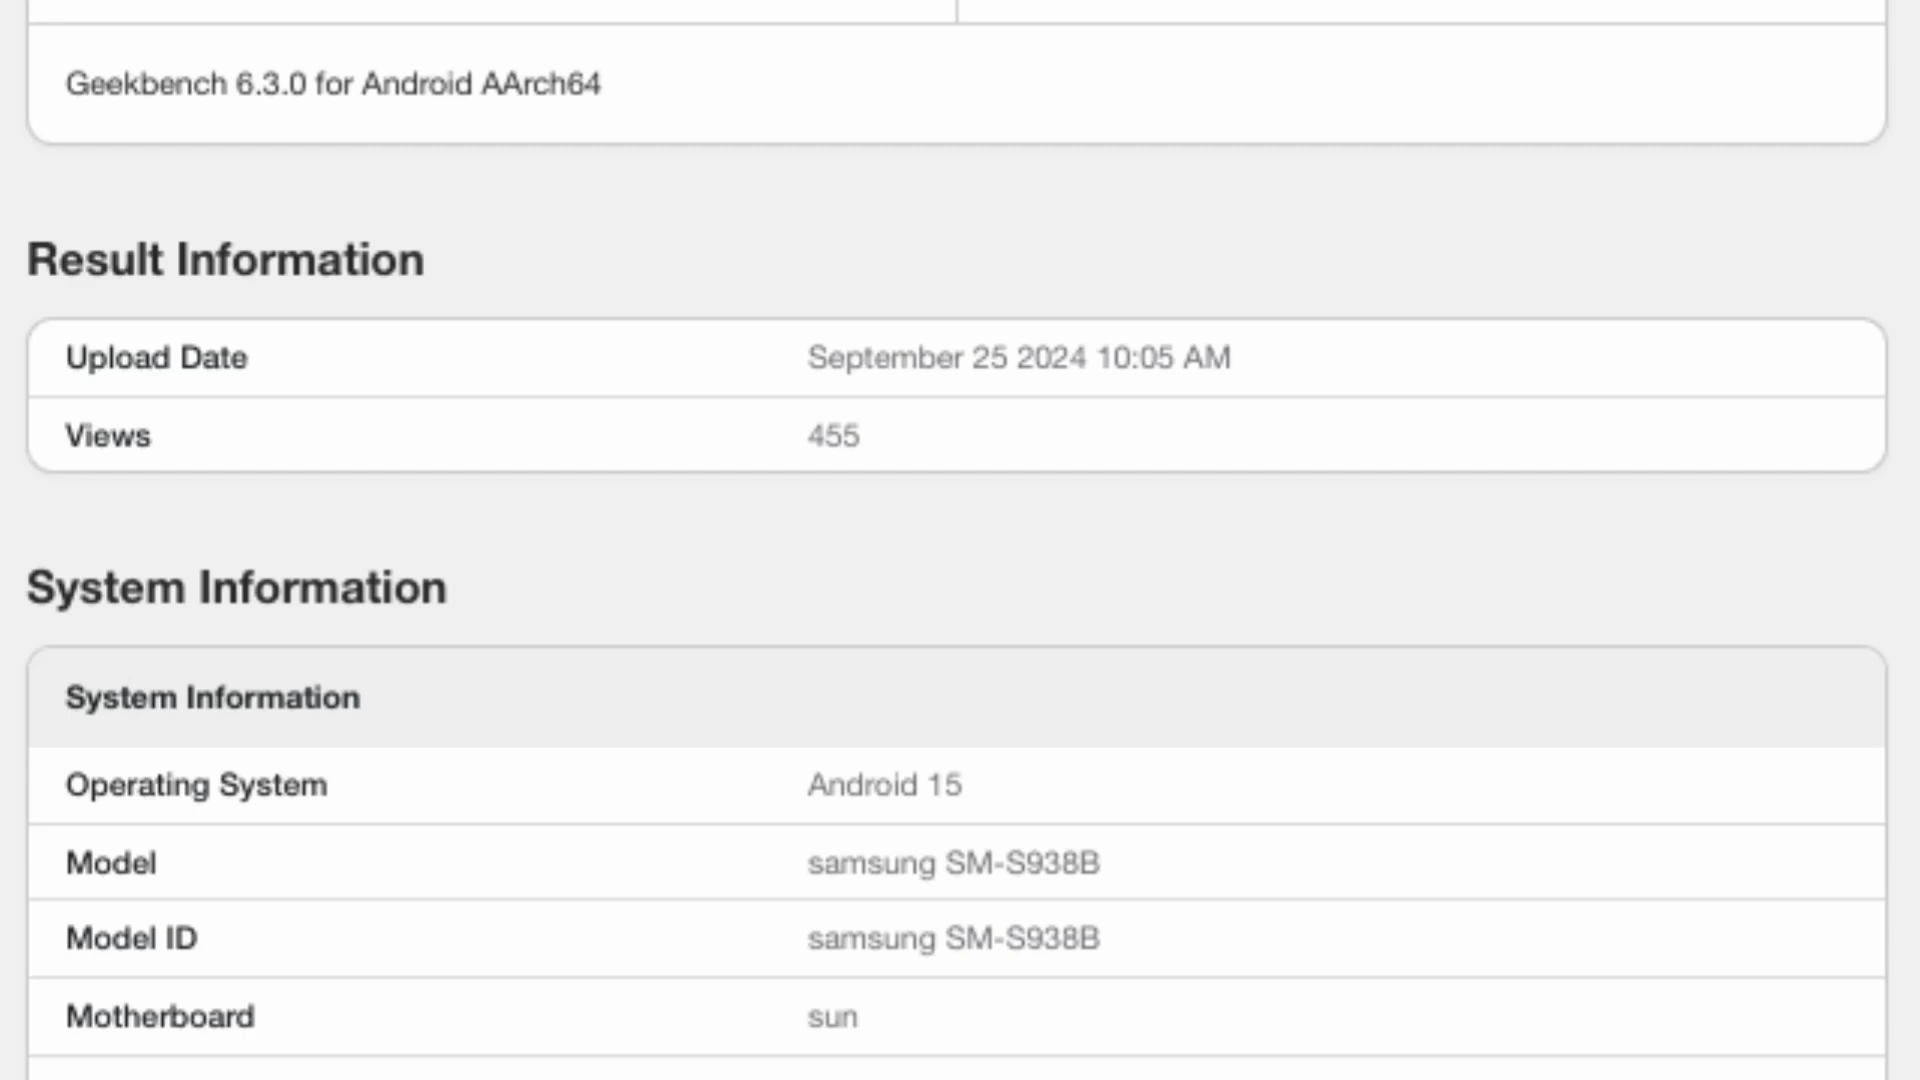 Geekbench 6.3.0 for Android AArch64
Result Information
Upload Date September 25 2024 10:05 AM
Views 455
System Information
System Information
Operating System Android 15
Model samsung SM-S938B
Model ID samsung SM-S938B
Motherboard sun